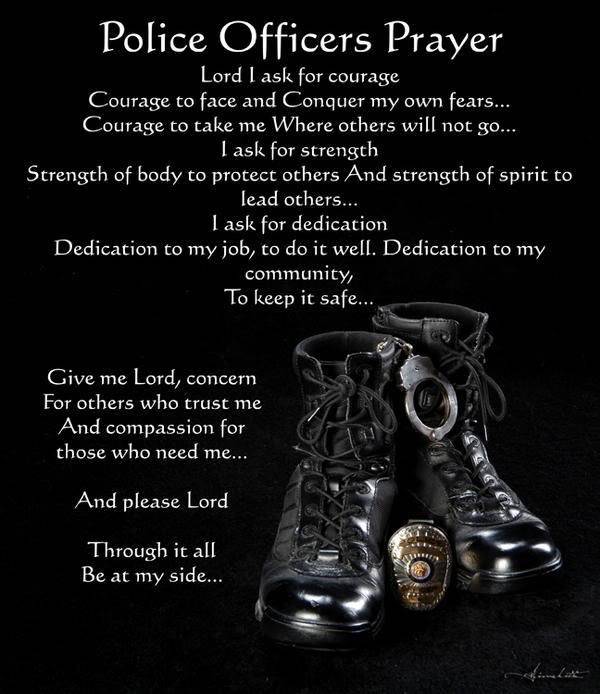 Police Officers Prayer
Lord I ask for courage
Courage to face and Conquer my own fears...
Courage to take me Where others will not go...
I ask for strength
Strength of body to protect others And strength of spirit to
lead others...
I ask for dedication
Dedication to my job, to do it well. Dedication to my
community,
To keep it safe...
Give me Lord, concern
For others who trust me
And compassion for
those who need me...
And please Lord
Through it all
Be at my side...